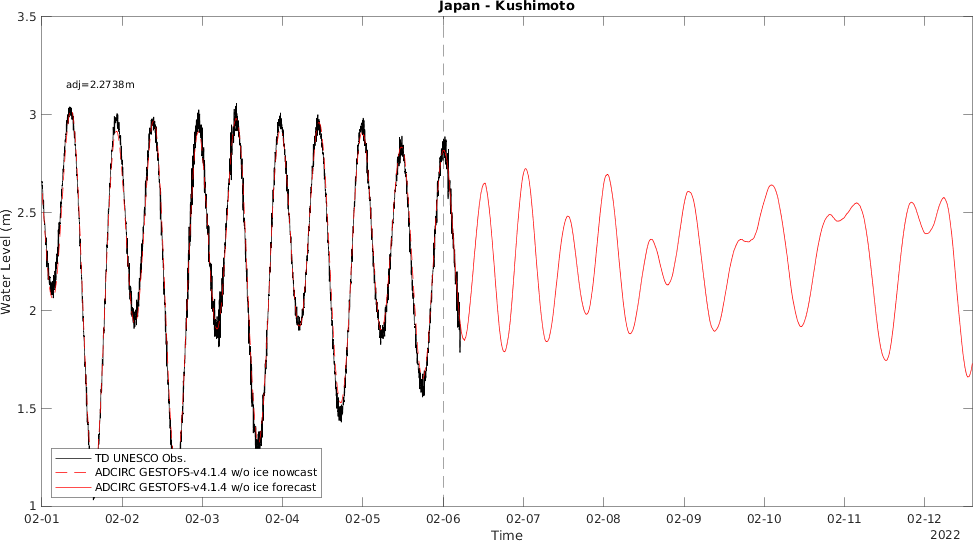 Japan - Kushimoto
3.5
adj=2.2738m
3
2.5
Water Level (m)
2
1.5
TD UNESCO Obs.
ADCIRC GESTOFS-v4.1.4 w/o ice nowcast
ADCIRC GESTOFS-v4.1.4 w/o ice forecast
1
02-01 02-02 02-03 02-04 02-05 02-06 02-07 02-08 02-09 02-10 02-11 02-12
Time
2022